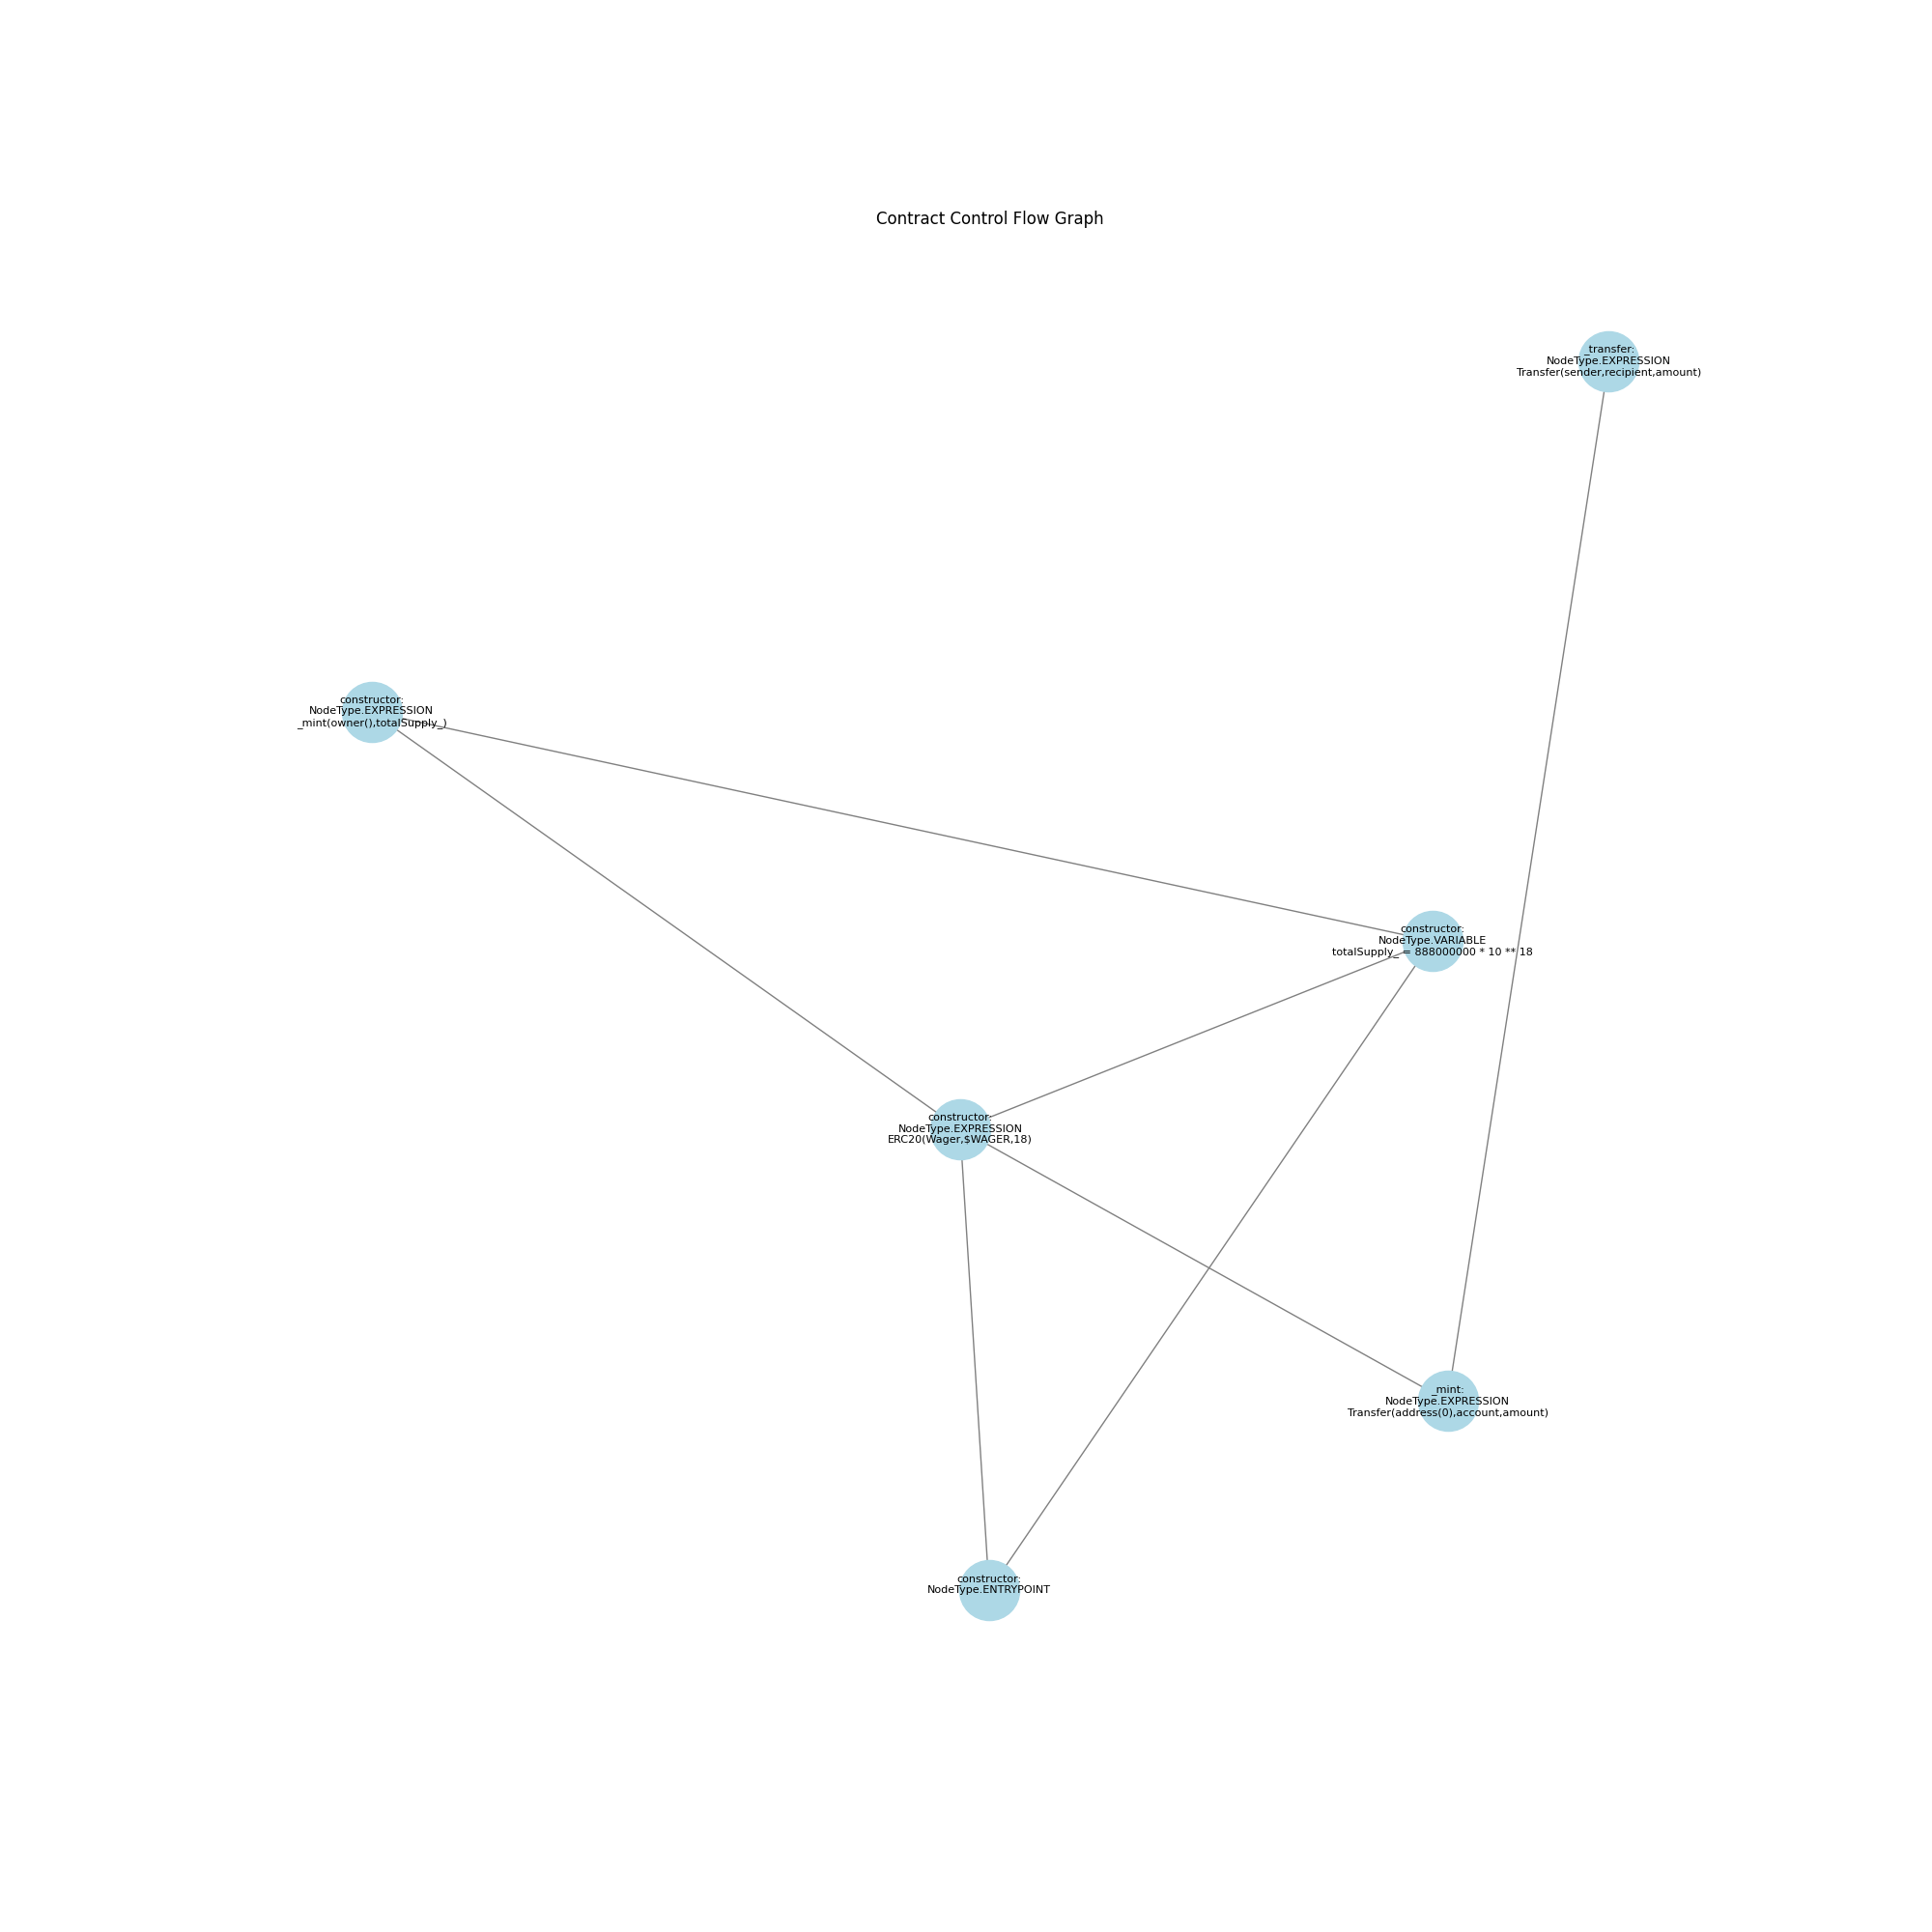 Contract Control Flow Graph
_transfer:
NodeType.EXPRESSION
Transfer(sender,recipient,amount)
constructor:
NodeType.EXPRESSION
_mint(owner(),totalSupply_)
constructor:
NodeType.VARIABLE
totalSupply_ = 888000000 * 10 ** 18
constructor:
NodeType.EXPRESSION
ERC20(Wager,$WAGER,18)
_mint:
NodeType.EXPRESSION
Transfer(address(0),account,amount)
constructor:
NodeType.ENTRYPOINT